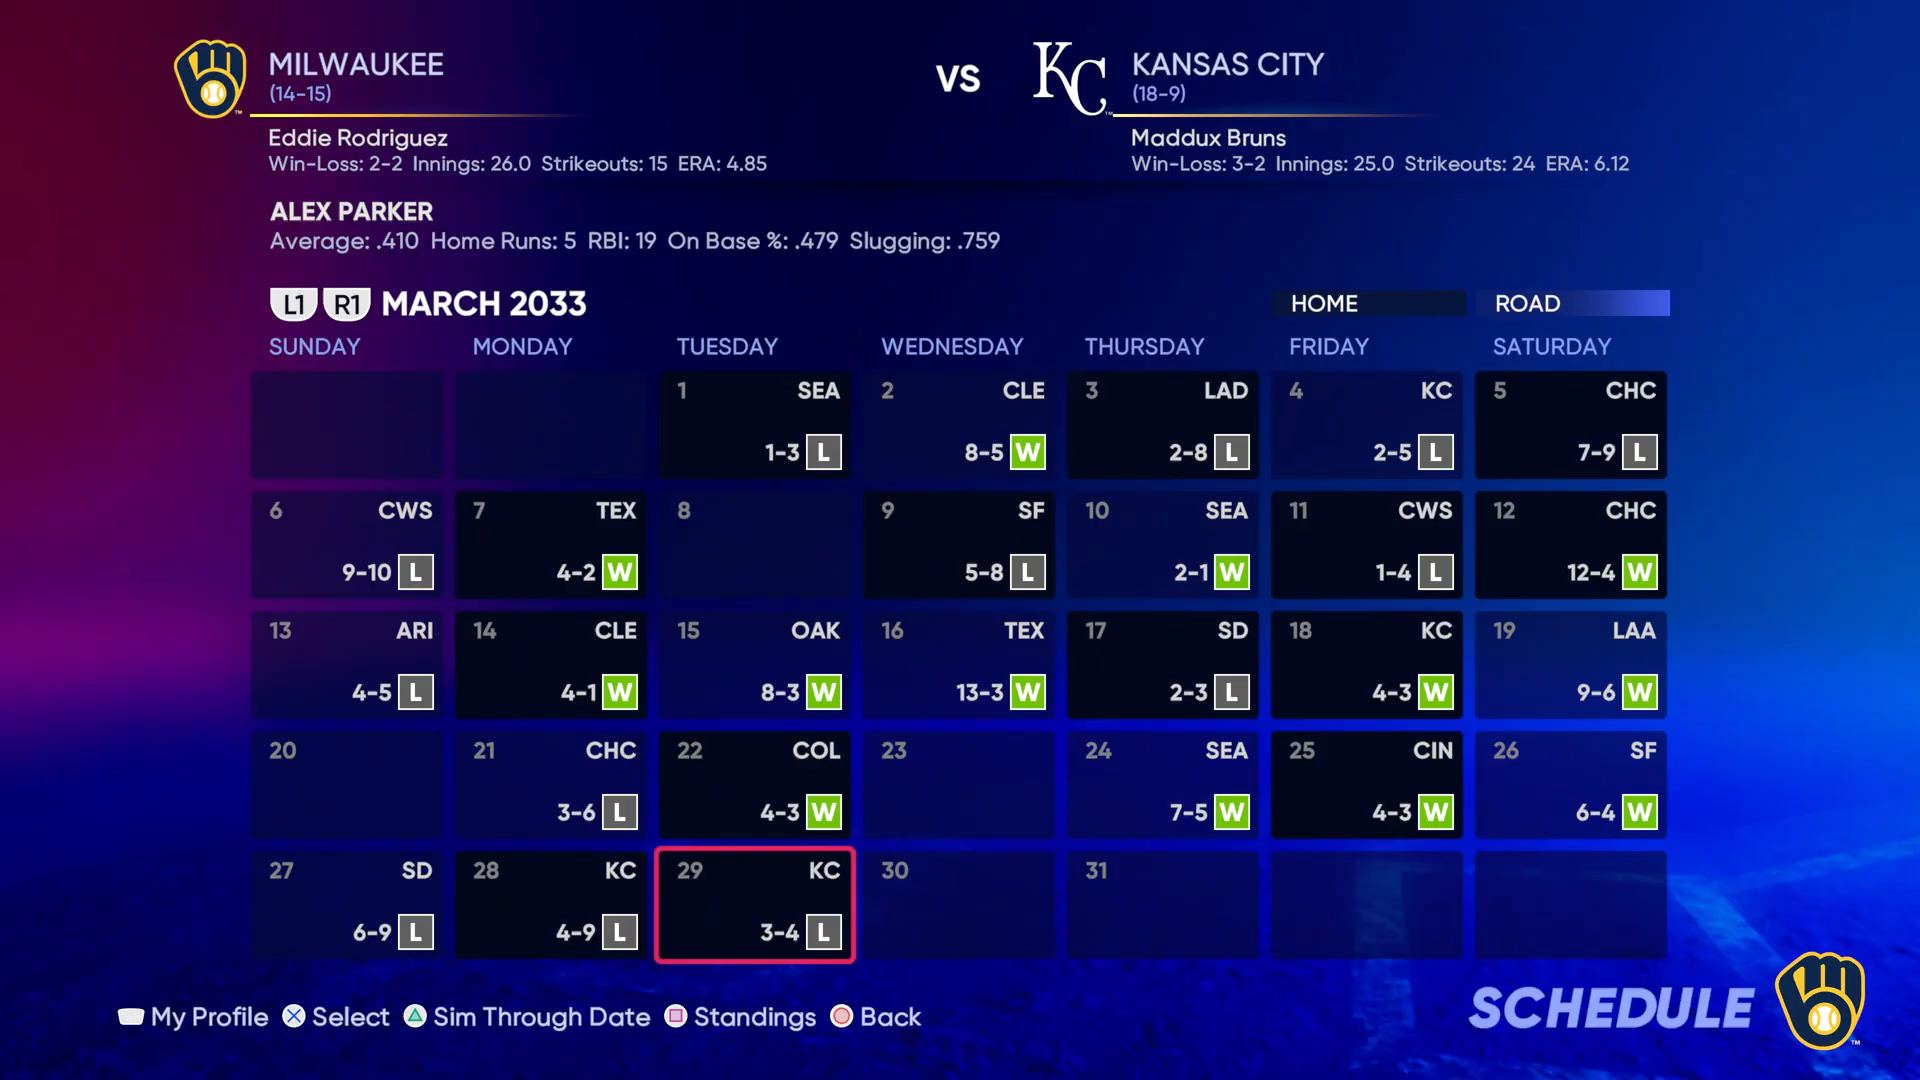 MILWAUKEE
(14-15)
VS
KC
KANSAS CITY
(18-9)
Eddie Rodriguez
Win-Loss: 2-2 Innings: 26.0 Strikeouts: 15 ERA: 4.85
Maddux Bruns
Win-Loss: 3-2 Innings: 25.0 Strikeouts: 24 ERA: 6.12
ALEX PARKER
Average: .410 Home Runs: 5 RBI: 19 On Base %: .479 Slugging: .759
L1 R1 MARCH 2033
HOME
ROAD
SUNDAY MONDAY TUESDAY WEDNESDAY THURSDAY FRIDAY SATURDAY
1 SEA 2 CLE 3 LAD 4 KC 5 CHC
1-3 L 8-5 W 2-8 L 2-5 L 7-9 L
6 CWS 7 TEX 8 9 SF 10 SEA 11 CWS 12 CHC
9-10 L 4-2 W 5-8 L 2-1 W 1-4 L 12-4 W
13 ARI 14 CLE 15 OAK 16 TEX 17 SD 18 KC 19 LAA
4-5 L 4-1 W 8-3 W 13-3 W 2-3 L 4-3 W 9-6 W
20 21 CHC 22 COL 23 24 SEA 25 CIN 26 SF
3-6 L 4-3 W 7-5 W 4-3 W 6-4 W
27 SD 28 KC 29 KC 30 31
6-9 L 4-9 L 3-4 L
My Profile Select Sim Through Date Standings Back
SCHEDULE